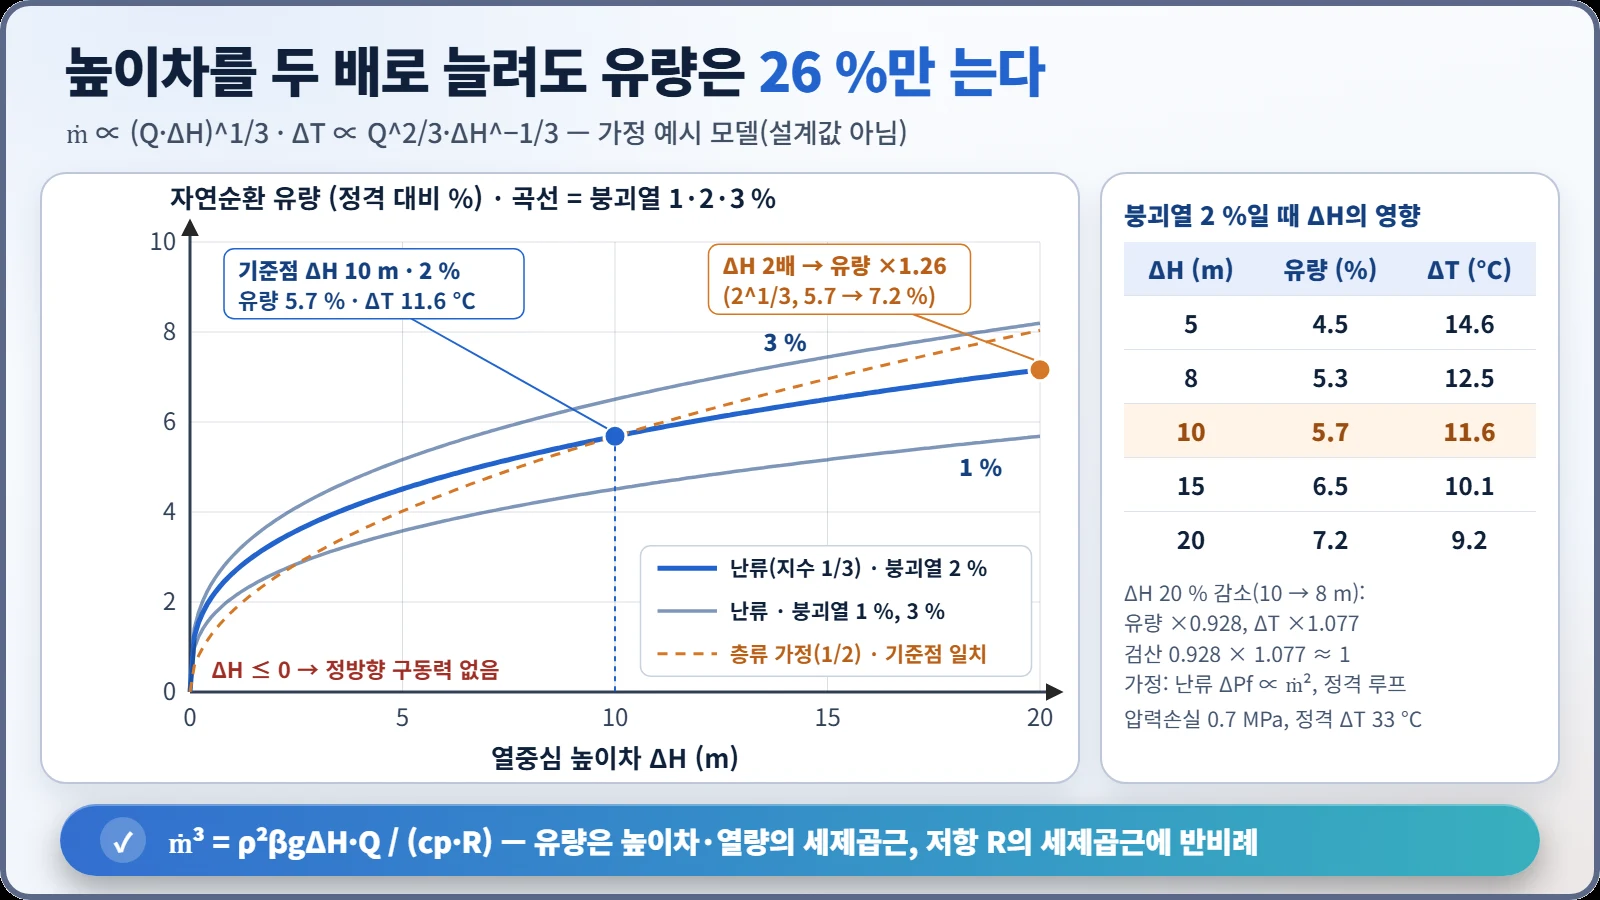 높이차를 두 배로 늘려도 유량은 26 %만 는다
ṁ ∝ (Q·ΔH)^1/3 · ΔT ∝ Q^2/3·ΔH^−1/3 — 가정 예시 모델(설계값 아님)
자연순환 유량 (정격 대비 %) · 곡선 = 붕괴열 1·2·3 %
10
8
6
4
2
0
기준점 ΔH 10 m · 2 %
유량 5.7 % · ΔT 11.6 °C
ΔH 2배 → 유량 ×1.26
(2^1/3, 5.7 → 7.2 %)
3 %
1 %
난류(지수 1/3) · 붕괴열 2 %
난류 · 붕괴열 1 %, 3 %
층류 가정(1/2) · 기준점 일치
ΔH ≤ 0 → 정방향 구동력 없음
0 5 10 15 20
열중심 높이차 ΔH (m)
붕괴열 2 %일 때 ΔH의 영향
ΔH (m) 유량 (%) ΔT (°C)
5 4.5 14.6
8 5.3 12.5
10 5.7 11.6
15 6.5 10.1
20 7.2 9.2
ΔH 20 % 감소(10 → 8 m):
유량 ×0.928, ΔT ×1.077
검산 0.928 × 1.077 ≈ 1
가정: 난류 ΔPf ∝ ṁ², 정격 루프
압력손실 0.7 MPa, 정격 ΔT 33 °C
✓ ṁ³ = ρ²βgΔH·Q / (cp·R) — 유량은 높이차·열량의 세제곱근, 저항 R의 세제곱근에 반비례